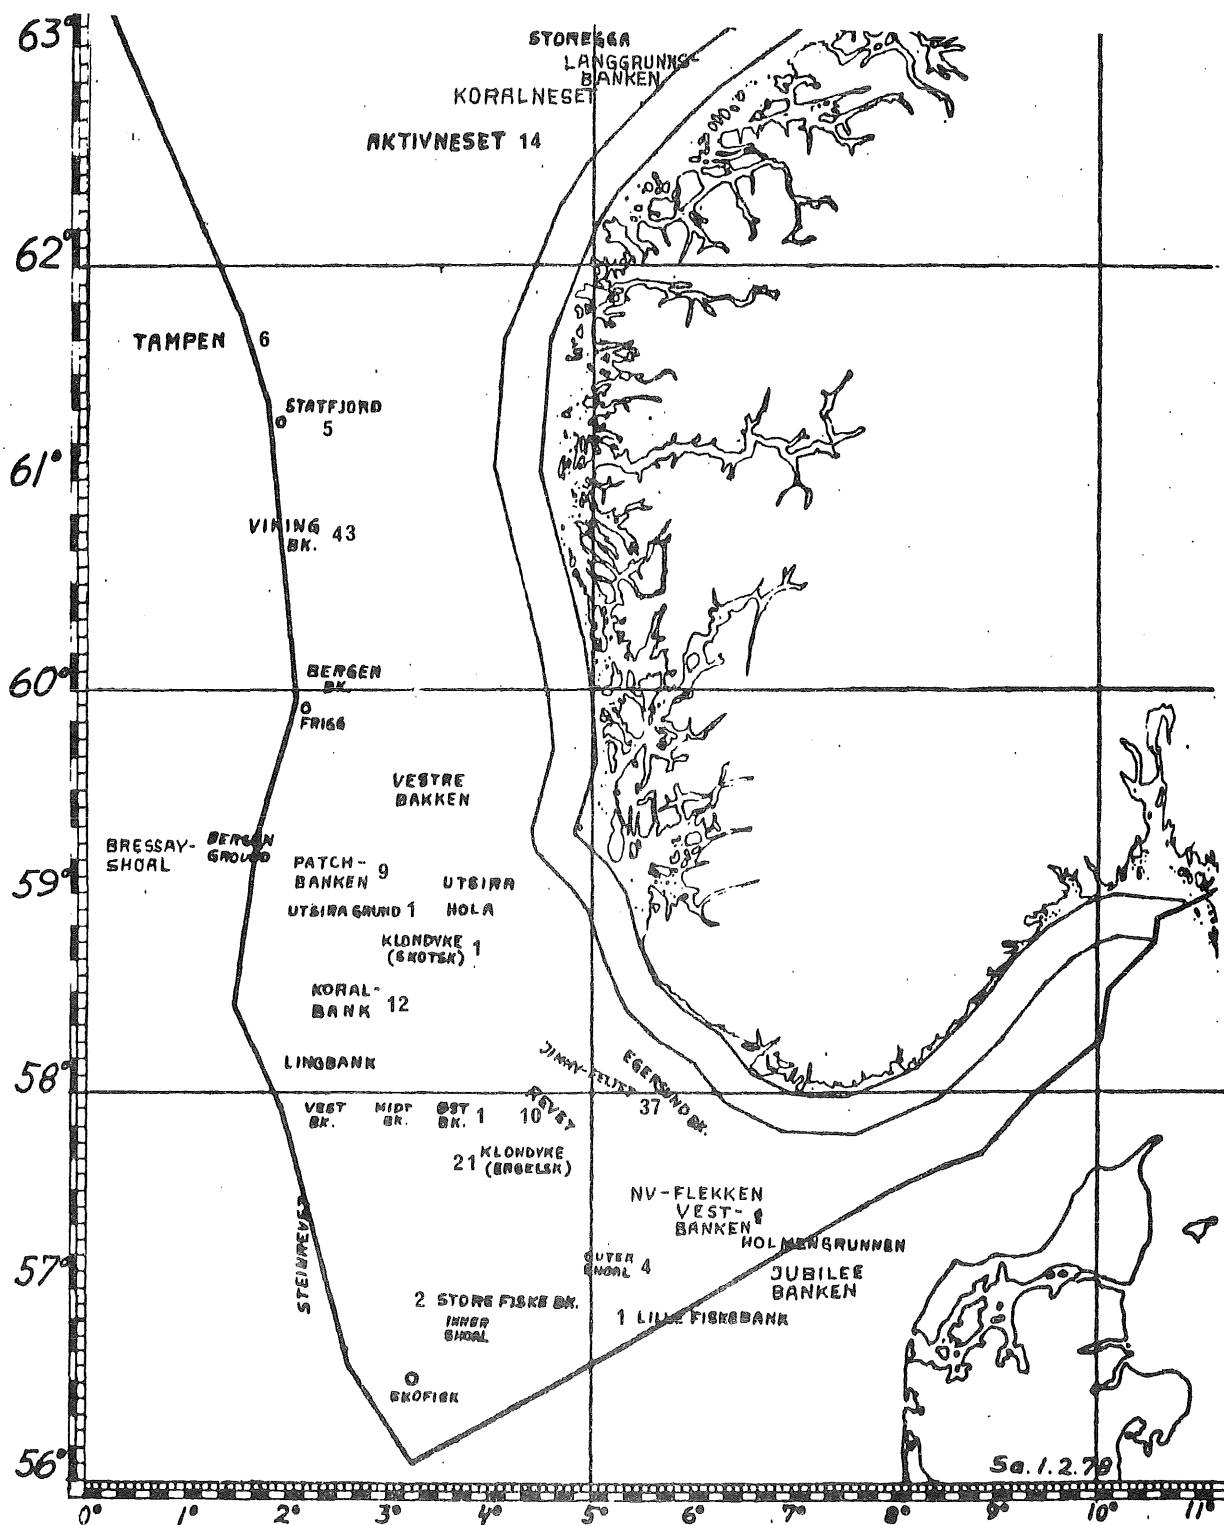 63°
STOREGGA
LANGGRUNNS-
BANKEN
KORALNESET
AKTIVNESET 14
62°
TAMPEN 6
STATFJORD
5
61°
VIKING 43
BK.
60°
BERGEN
BK.
FRIGG
VESTRE
BAKKEN
BRESSAY-
SHOAL
BERGEN
GROUND
59°
PATCH-
BANKEN 9
UTSIRA
HOLA
UTSIRA GRUND 1
KLONDYKE 1
(SKOTSK)
KORAL-
BANK 12
LINGBANK
58°
JIMMY-
REVET
EGERSUND BK.
37
VEST
BK.
MIDT
BK.
ØST
BK. 1
10
21 KLONDYKE
(ENGELSK)
NV-FLEKKEN
VEST-
BANKEN 1
HOLMENGRUNNEN
57°
STEINREVET
OUTER
SHOAL 4
JUBILEE
BANKEN
2 STORE FISKE BK.
INNER
SHOAL
1 LILLE FISKEBANK
EKOFISK
56°
Sa. 1. 2. 78
0° 1° 2° 3° 4° 5° 6° 7° 8° 9° 10° 11°